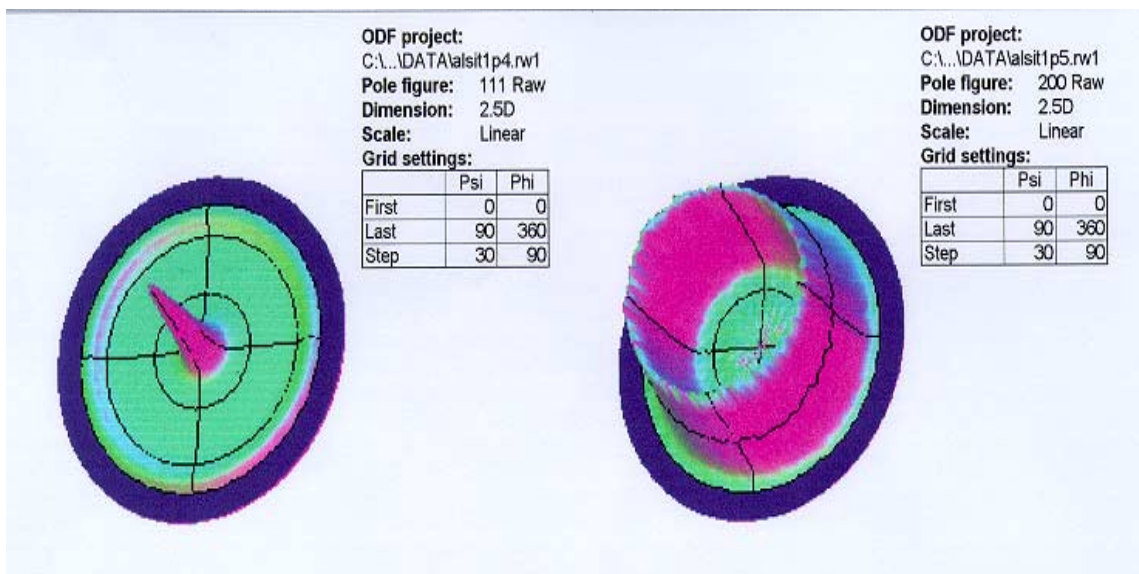 ODF project:
C:\...\DATA\alsit1p4.rw1
Pole figure: 111 Raw
Dimension: 2.5D
Scale: Linear
Grid settings:
Psi Phi
First 0 0
Last 90 360
Step 30 90
ODF project:
C:\...\DATA\alsit1p5.rw1
Pole figure: 200 Raw
Dimension: 2.5D
Scale: Linear
Grid settings:
Psi Phi
First 0 0
Last 90 360
Step 30 90